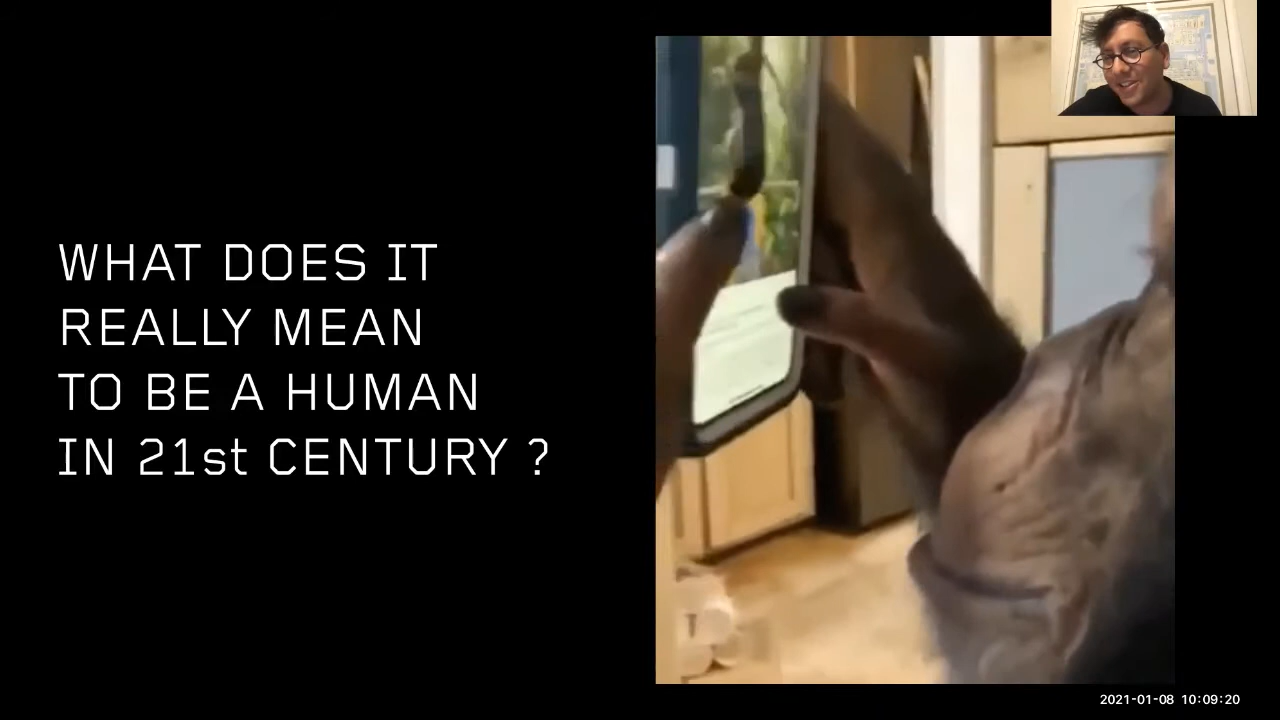 WHAT DOES IT
REALLY MEAN
TO BE A HUMAN
IN 21st CENTURY ?
2021-01-08 10:09:20